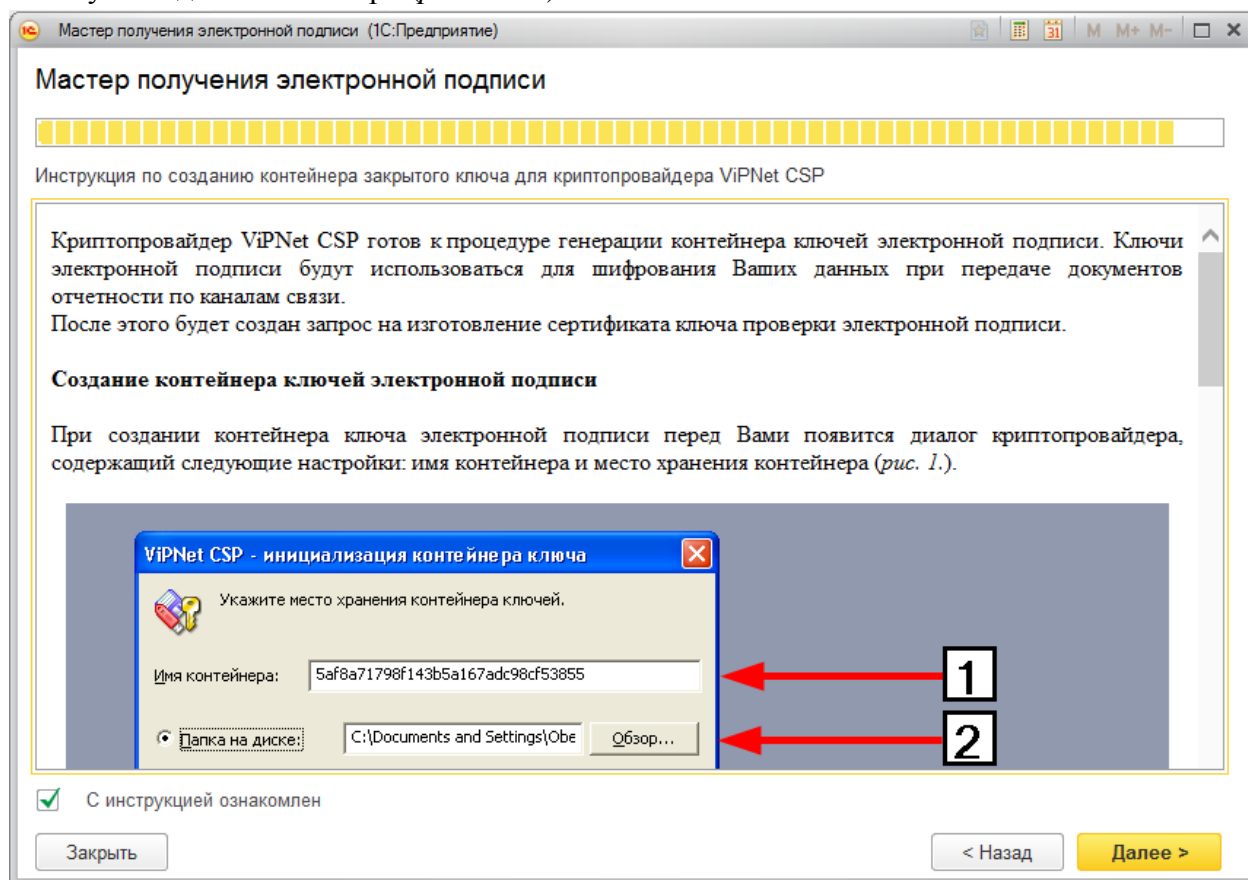 Мастер получения электронной подписи (1С:Предприятие)
31 M M+ M-
Мастер получения электронной подписи
Инструкция по созданию контейнера закрытого ключа для криптопровайдера ViPNet CSP
Криптопровайдер ViPNet CSP готов к процедуре генерации контейнера ключей электронной подписи. Ключи
электронной подписи будут использоваться для шифрования Ваших данных при передаче документов
отчетности по каналам связи.
После этого будет создан запрос на изготовление сертификата ключа проверки электронной подписи.
Создание контейнера ключей электронной подписи
При создании контейнера ключа электронной подписи перед Вами появится диалог криптопровайдера,
содержащий следующие настройки: имя контейнера и место хранения контейнера (рис. 1.).
ViPNet CSP - инициализация контейнера ключа
Укажите место хранения контейнера ключей.
Имя контейнера: 5af8a71798f143b5a167adc98cf53855
1
Папка на диске: C:\Documents and Settings\Obe Обзор...
2
С инструкцией ознакомлен
Закрыть < Назад Далее >